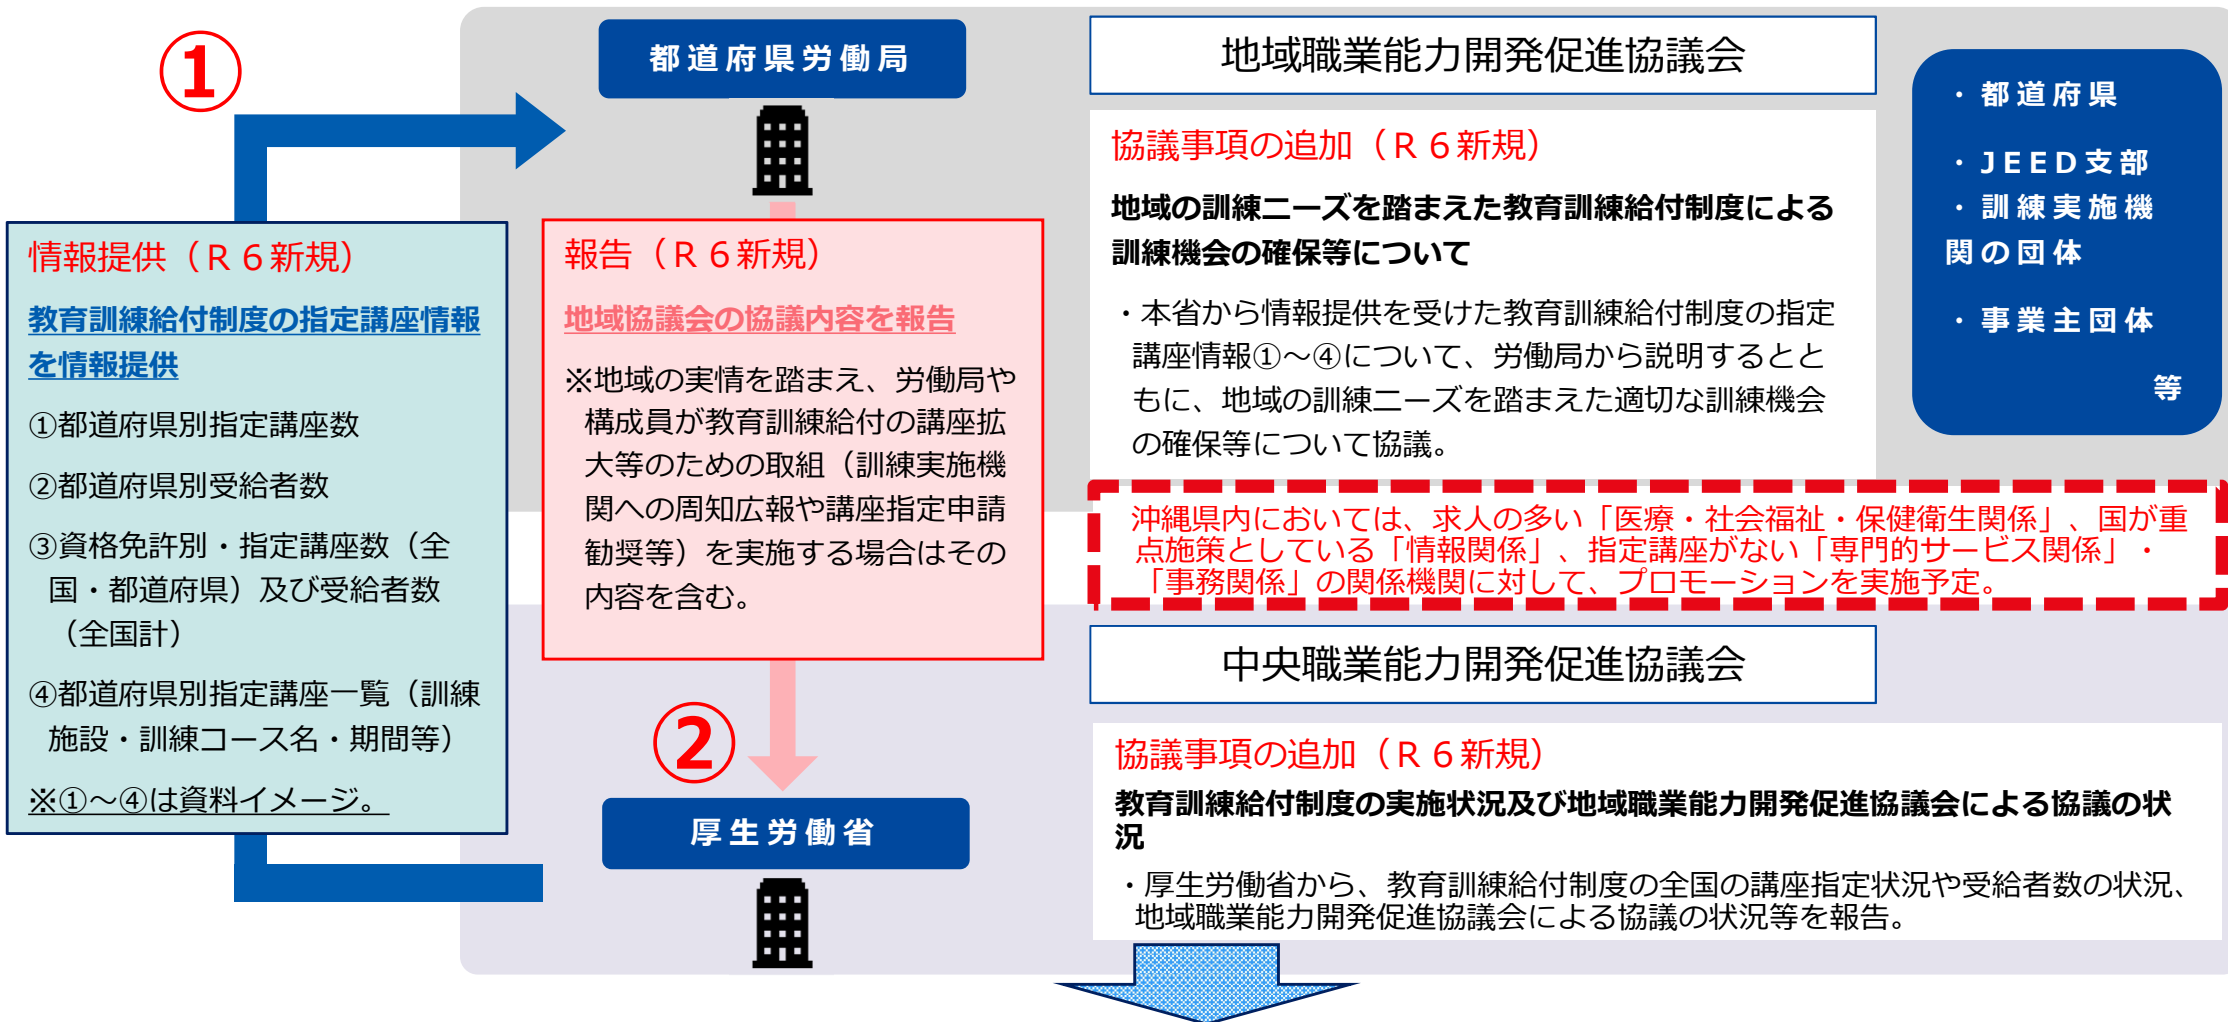 ①
都道府県労働局
地域職業能力開発促進協議会
協議事項の追加（Ｒ６新規）
地域の訓練ニーズを踏まえた教育訓練給付制度による
訓練機会の確保等について
・本省から情報提供を受けた教育訓練給付制度の指定
講座情報①～④について、労働局から説明するとと
もに、地域の訓練ニーズを踏まえた適切な訓練機会
の確保等について協議。
・都道府県
・JEED支部
・訓練実施機
関の団体
・事業主団体
等
情報提供（Ｒ６新規）
教育訓練給付制度の指定講座情報
を情報提供
①都道府県別指定講座数
②都道府県別受給者数
③資格免許別・指定講座数（全
国・都道府県）及び受給者数
（全国計）
④都道府県別指定講座一覧（訓練
施設・訓練コース名・期間等）
※①～④は資料イメージ。
報告（Ｒ６新規）
地域協議会の協議内容を報告
※地域の実情を踏まえ、労働局や
構成員が教育訓練給付の講座拡
大等のための取組（訓練実施機
関への周知広報や講座指定申請
勧奨等）を実施する場合はその
内容を含む。
沖縄県内においては、求人の多い「医療・社会福祉・保健衛生関係」、国が重
点施策としている「情報関係」、指定講座がない「専門的サービス関係」・
「事務関係」の関係機関に対して、プロモーションを実施予定。
②
厚生労働省
中央職業能力開発促進協議会
協議事項の追加（Ｒ６新規）
教育訓練給付制度の実施状況及び地域職業能力開発促進協議会による協議の状
況
・厚生労働省から、教育訓練給付制度の全国の講座指定状況や受給者数の状況、
地域職業能力開発促進協議会による協議の状況等を報告。